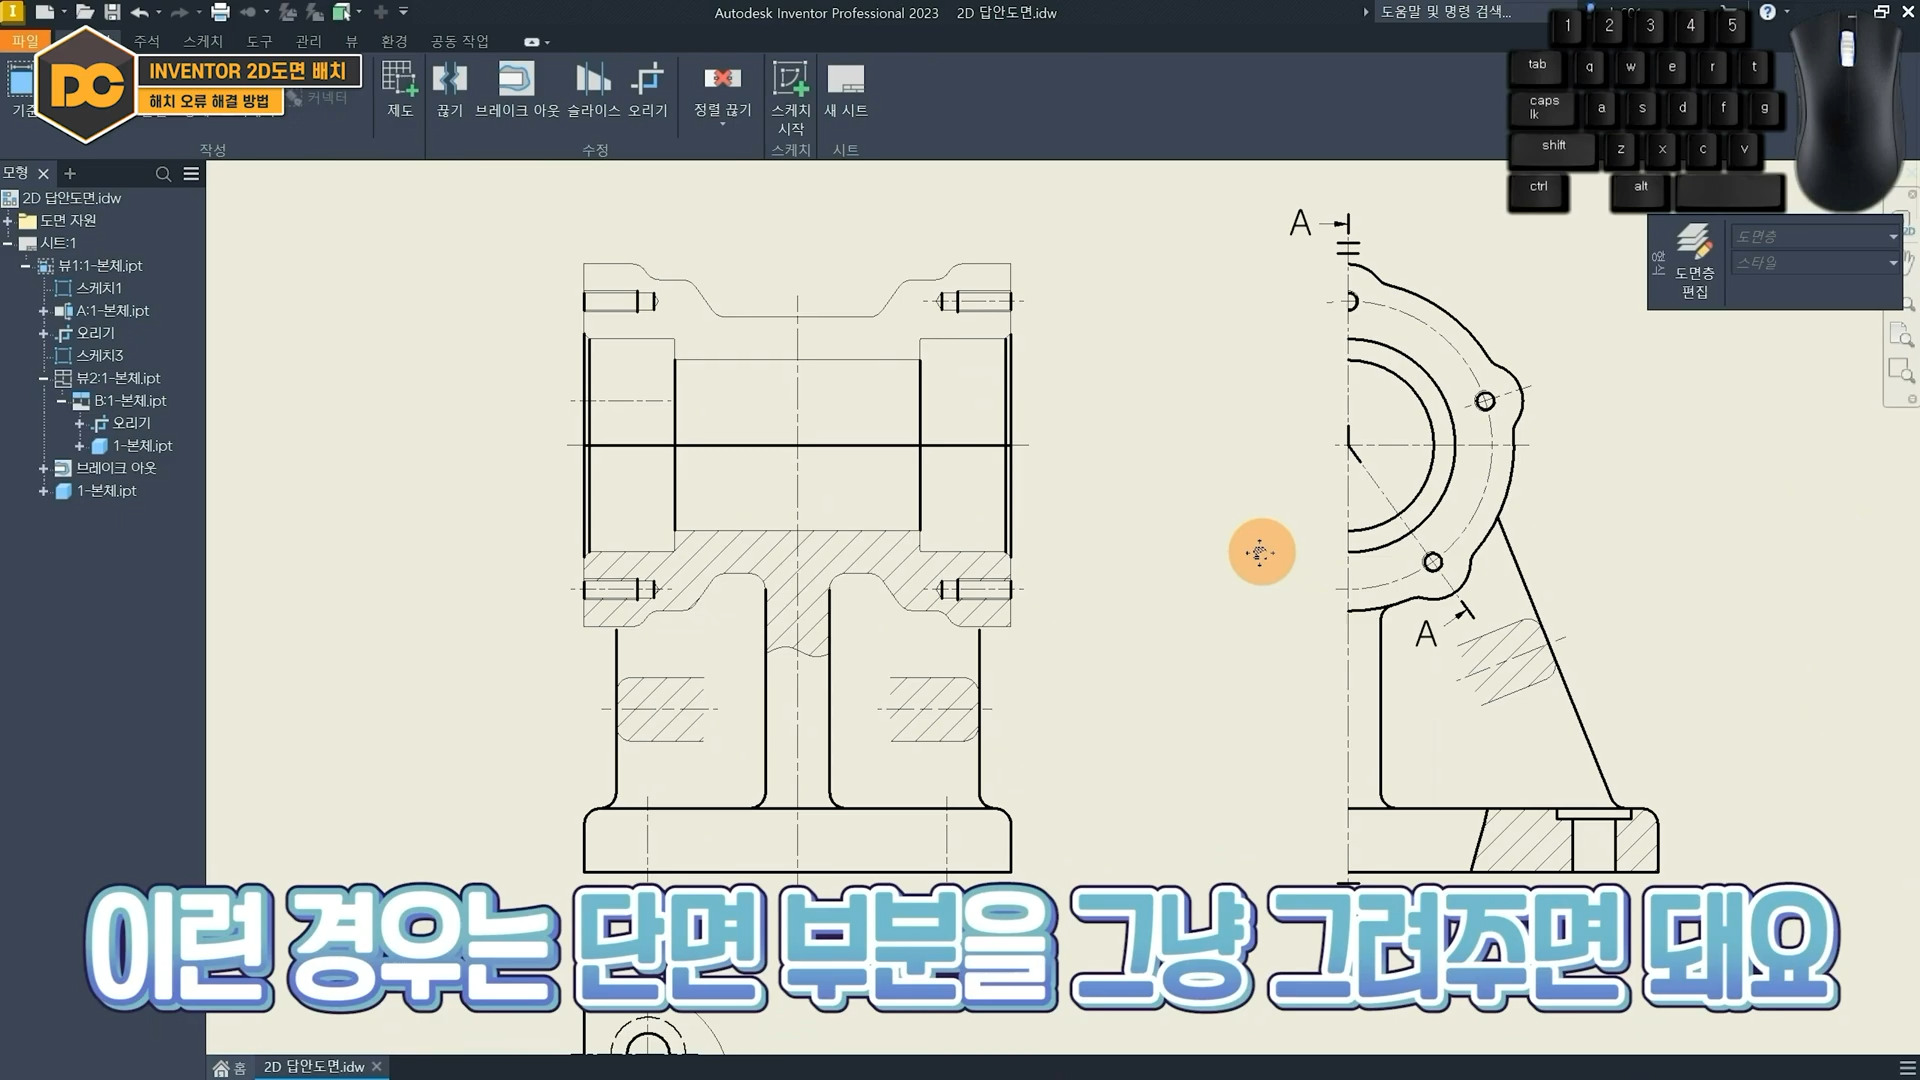 Autodesk Inventor Professional 2023 2D 답안도면.idw
도움말 및 명령 검색...
파일 주석 스케치 도구 관리 뷰 환경 공동 작업
DC
INVENTOR 2D도면 배치
해치 오류 해결 방법
커넥터
제도
끊기
브레이크 아웃
슬라이스
오리기
정렬 끊기
스케치
시작
새 시트
작성
수정
스케치
시트
1 2 3 4 5
tab q w e r t
caps
lk
a s d f g
shift z x c v
ctrl alt
모형
2D 답안도면.idw
도면 자원
시트:1
뷰1:1-본체.ipt
스케치1
A:1-본체.ipt
오리기
스케치3
뷰2:1-본체.ipt
B:1-본체.ipt
오리기
1-본체.ipt
브레이크 아웃
1-본체.ipt
도면층
편집
형식
도면층
스타일
A
A
이런 경우는 단면 부분을 그냥 그려주면 돼요
홈
2D 답안도면.idw